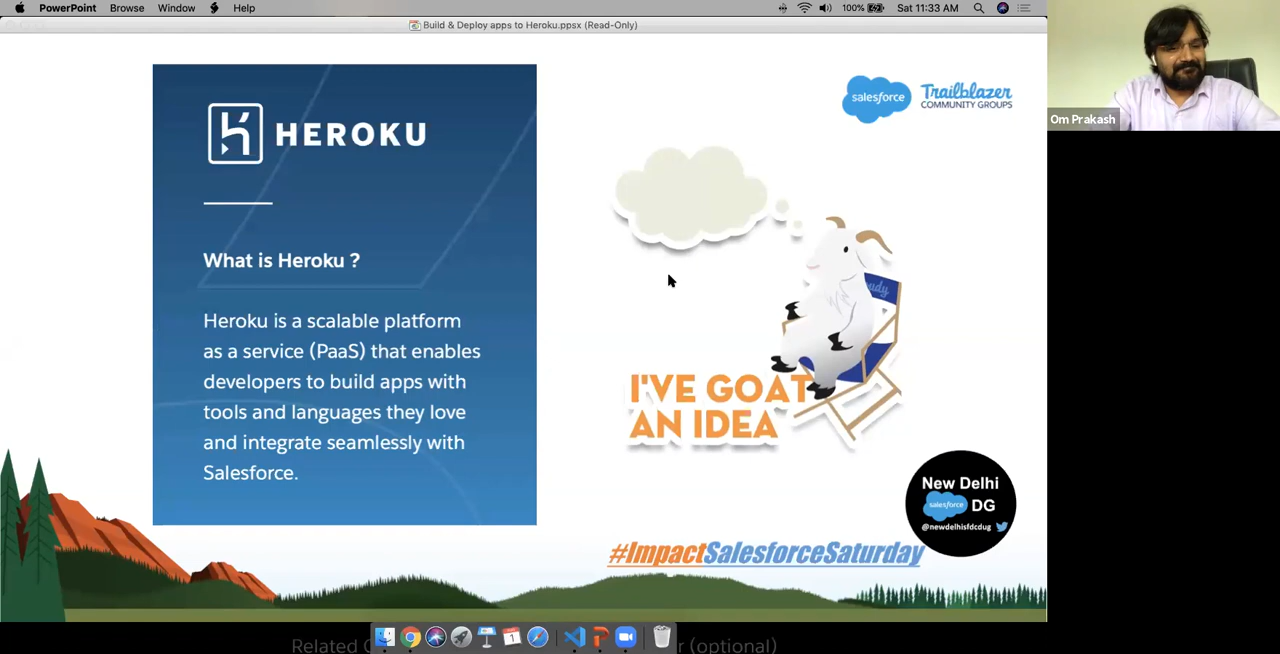 PowerPoint Browse Window Help
100% Sat 11:33 AM
Build & Deploy apps to Heroku.ppsx (Read-Only)
HEROKU
What is Heroku ?
Heroku is a scalable platform
as a service (PaaS) that enables
developers to build apps with
tools and languages they love
and integrate seamlessly with
Salesforce.
salesforce Trailblazer
COMMUNITY GROUPS
I'VE GOAT
AN IDEA
New Delhi
salesforce DG
@newdelhisfdcdug
#ImpactSalesforceSaturday
Om Prakash
Related
r (optional)
1